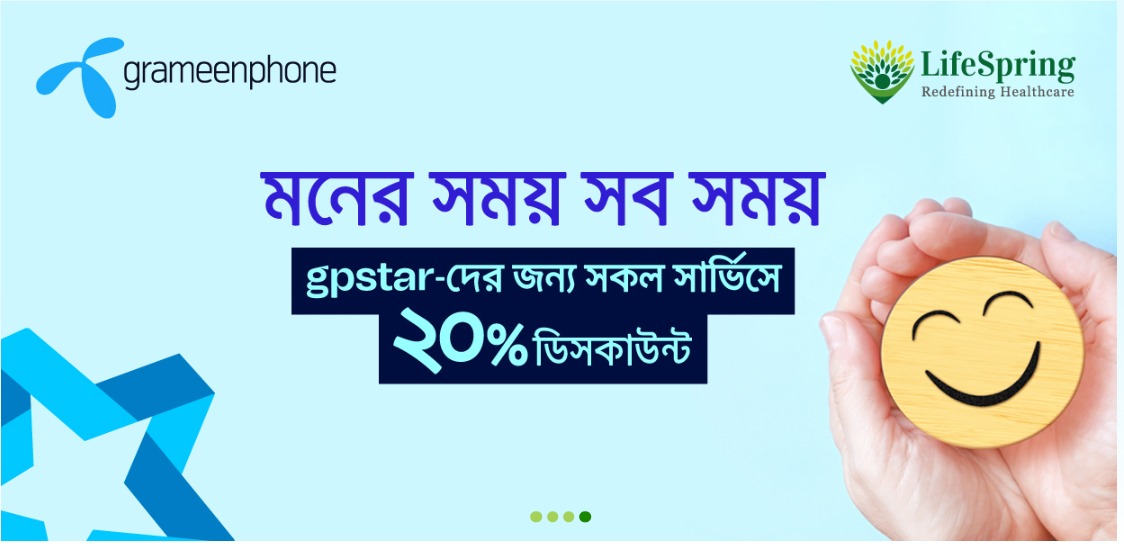 grameenphone
LifeSpring
Redefining Healthcare
মনের সময় সব সময়
gpstar-দের জন্য সকল সার্ভিসে
২০% ডিসকাউন্ট